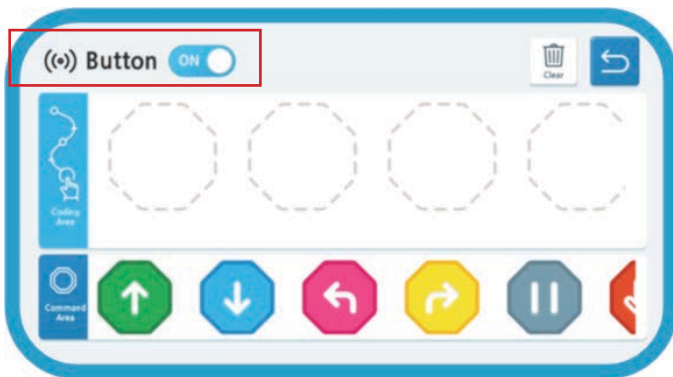 ((•)) Button ON
Clear
Coding
Area
Command
Area